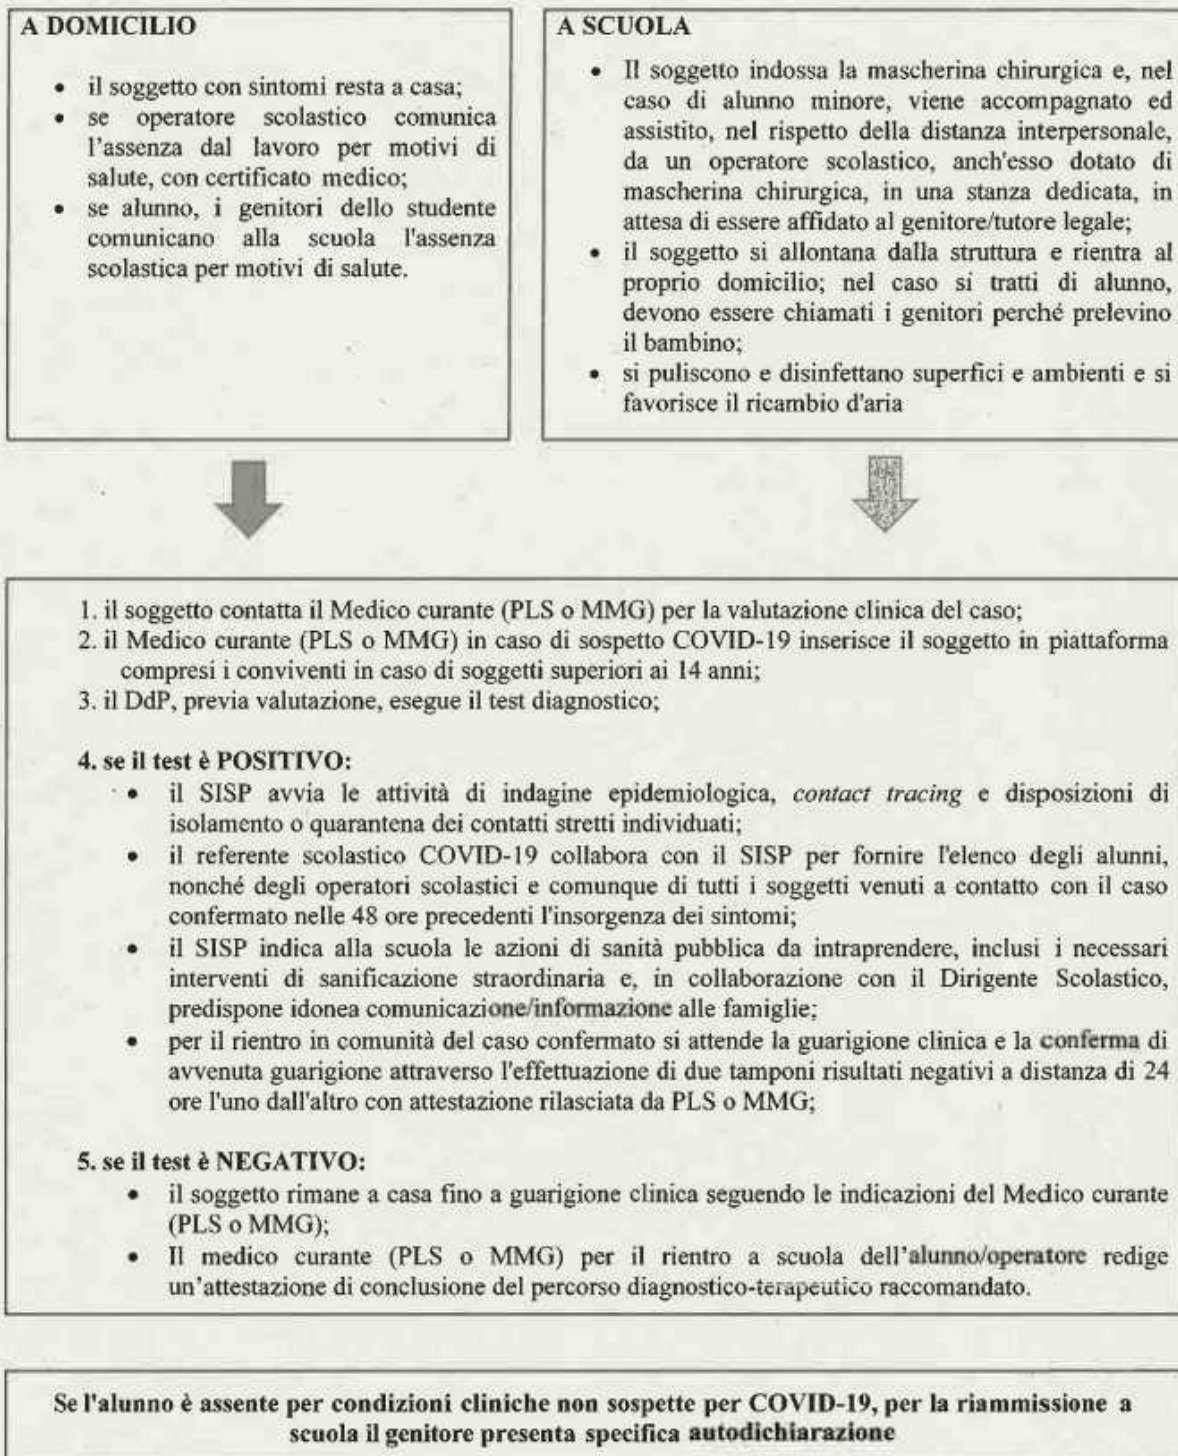 A DOMICILIO
• il soggetto con sintomi resta a casa;
• se operatore scolastico comunica
l'assenza dal lavoro per motivi di
salute, con certificato medico;
• se alunno, i genitori dello studente
comunicano alla scuola l'assenza
scolastica per motivi di salute.
A SCUOLA
• Il soggetto indossa la mascherina chirurgica e, nel
caso di alunno minore, viene accompagnato ed
assistito, nel rispetto della distanza interpersonale,
da un operatore scolastico, anch'esso dotato di
mascherina chirurgica, in una stanza dedicata, in
attesa di essere affidato al genitore/tutore legale;
• il soggetto si allontana dalla struttura e rientra al
proprio domicilio; nel caso si tratti di alunno,
devono essere chiamati i genitori perché prelevino
il bambino;
• si puliscono e disinfettano superfici e ambienti e si
favorisce il ricambio d'aria
1. il soggetto contatta il Medico curante (PLS o MMG) per la valutazione clinica del caso;
2. il Medico curante (PLS o MMG) in caso di sospetto COVID-19 inserisce il soggetto in piattaforma
compresi i conviventi in caso di soggetti superiori ai 14 anni;
3. il DdP, previa valutazione, esegue il test diagnostico;
4. se il test è POSITIVO:
• il SISP avvia le attività di indagine epidemiologica, contact tracing e disposizioni di
isolamento o quarantena dei contatti stretti individuati;
• il referente scolastico COVID-19 collabora con il SISP per fornire l'elenco degli alunni,
nonché degli operatori scolastici e comunque di tutti i soggetti venuti a contatto con il caso
confermato nelle 48 ore precedenti l'insorgenza dei sintomi;
• il SISP indica alla scuola le azioni di sanità pubblica da intraprendere, inclusi i necessari
interventi di sanificazione straordinaria e, in collaborazione con il Dirigente Scolastico,
predispone idonea comunicazione/informazione alle famiglie;
• per il rientro in comunità del caso confermato si attende la guarigione clinica e la conferma di
avvenuta guarigione attraverso l'effettuazione di due tamponi risultati negativi a distanza di 24
ore l'uno dall'altro con attestazione rilasciata da PLS o MMG;
5. se il test è NEGATIVO:
• il soggetto rimane a casa fino a guarigione clinica seguendo le indicazioni del Medico curante
(PLS o MMG);
• Il medico curante (PLS o MMG) per il rientro a scuola dell'alunno/operatore redige
un'attestazione di conclusione del percorso diagnostico-terapeutico raccomandato.
Se l'alunno è assente per condizioni cliniche non sospette per COVID-19, per la riammissione a
scuola il genitore presenta specifica autodichiarazione